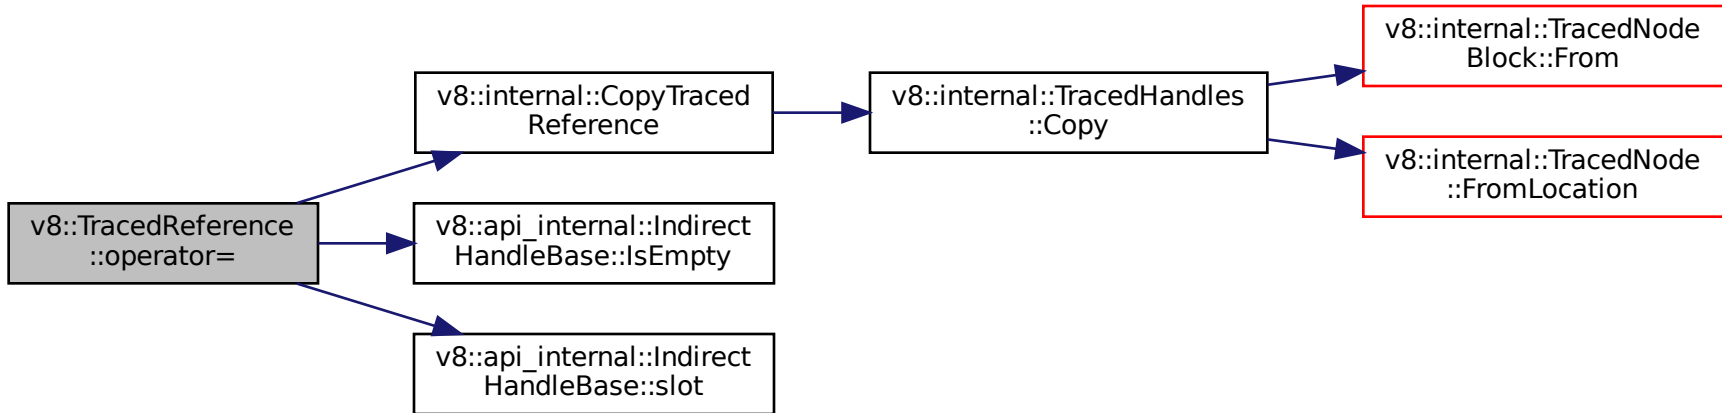 v8::TracedReference
::operator=
v8::internal::CopyTraced
Reference
v8::api_internal::Indirect
HandleBase::IsEmpty
v8::api_internal::Indirect
HandleBase::slot
v8::internal::TracedHandles
::Copy
v8::internal::TracedNode
Block::From
v8::internal::TracedNode
::FromLocation